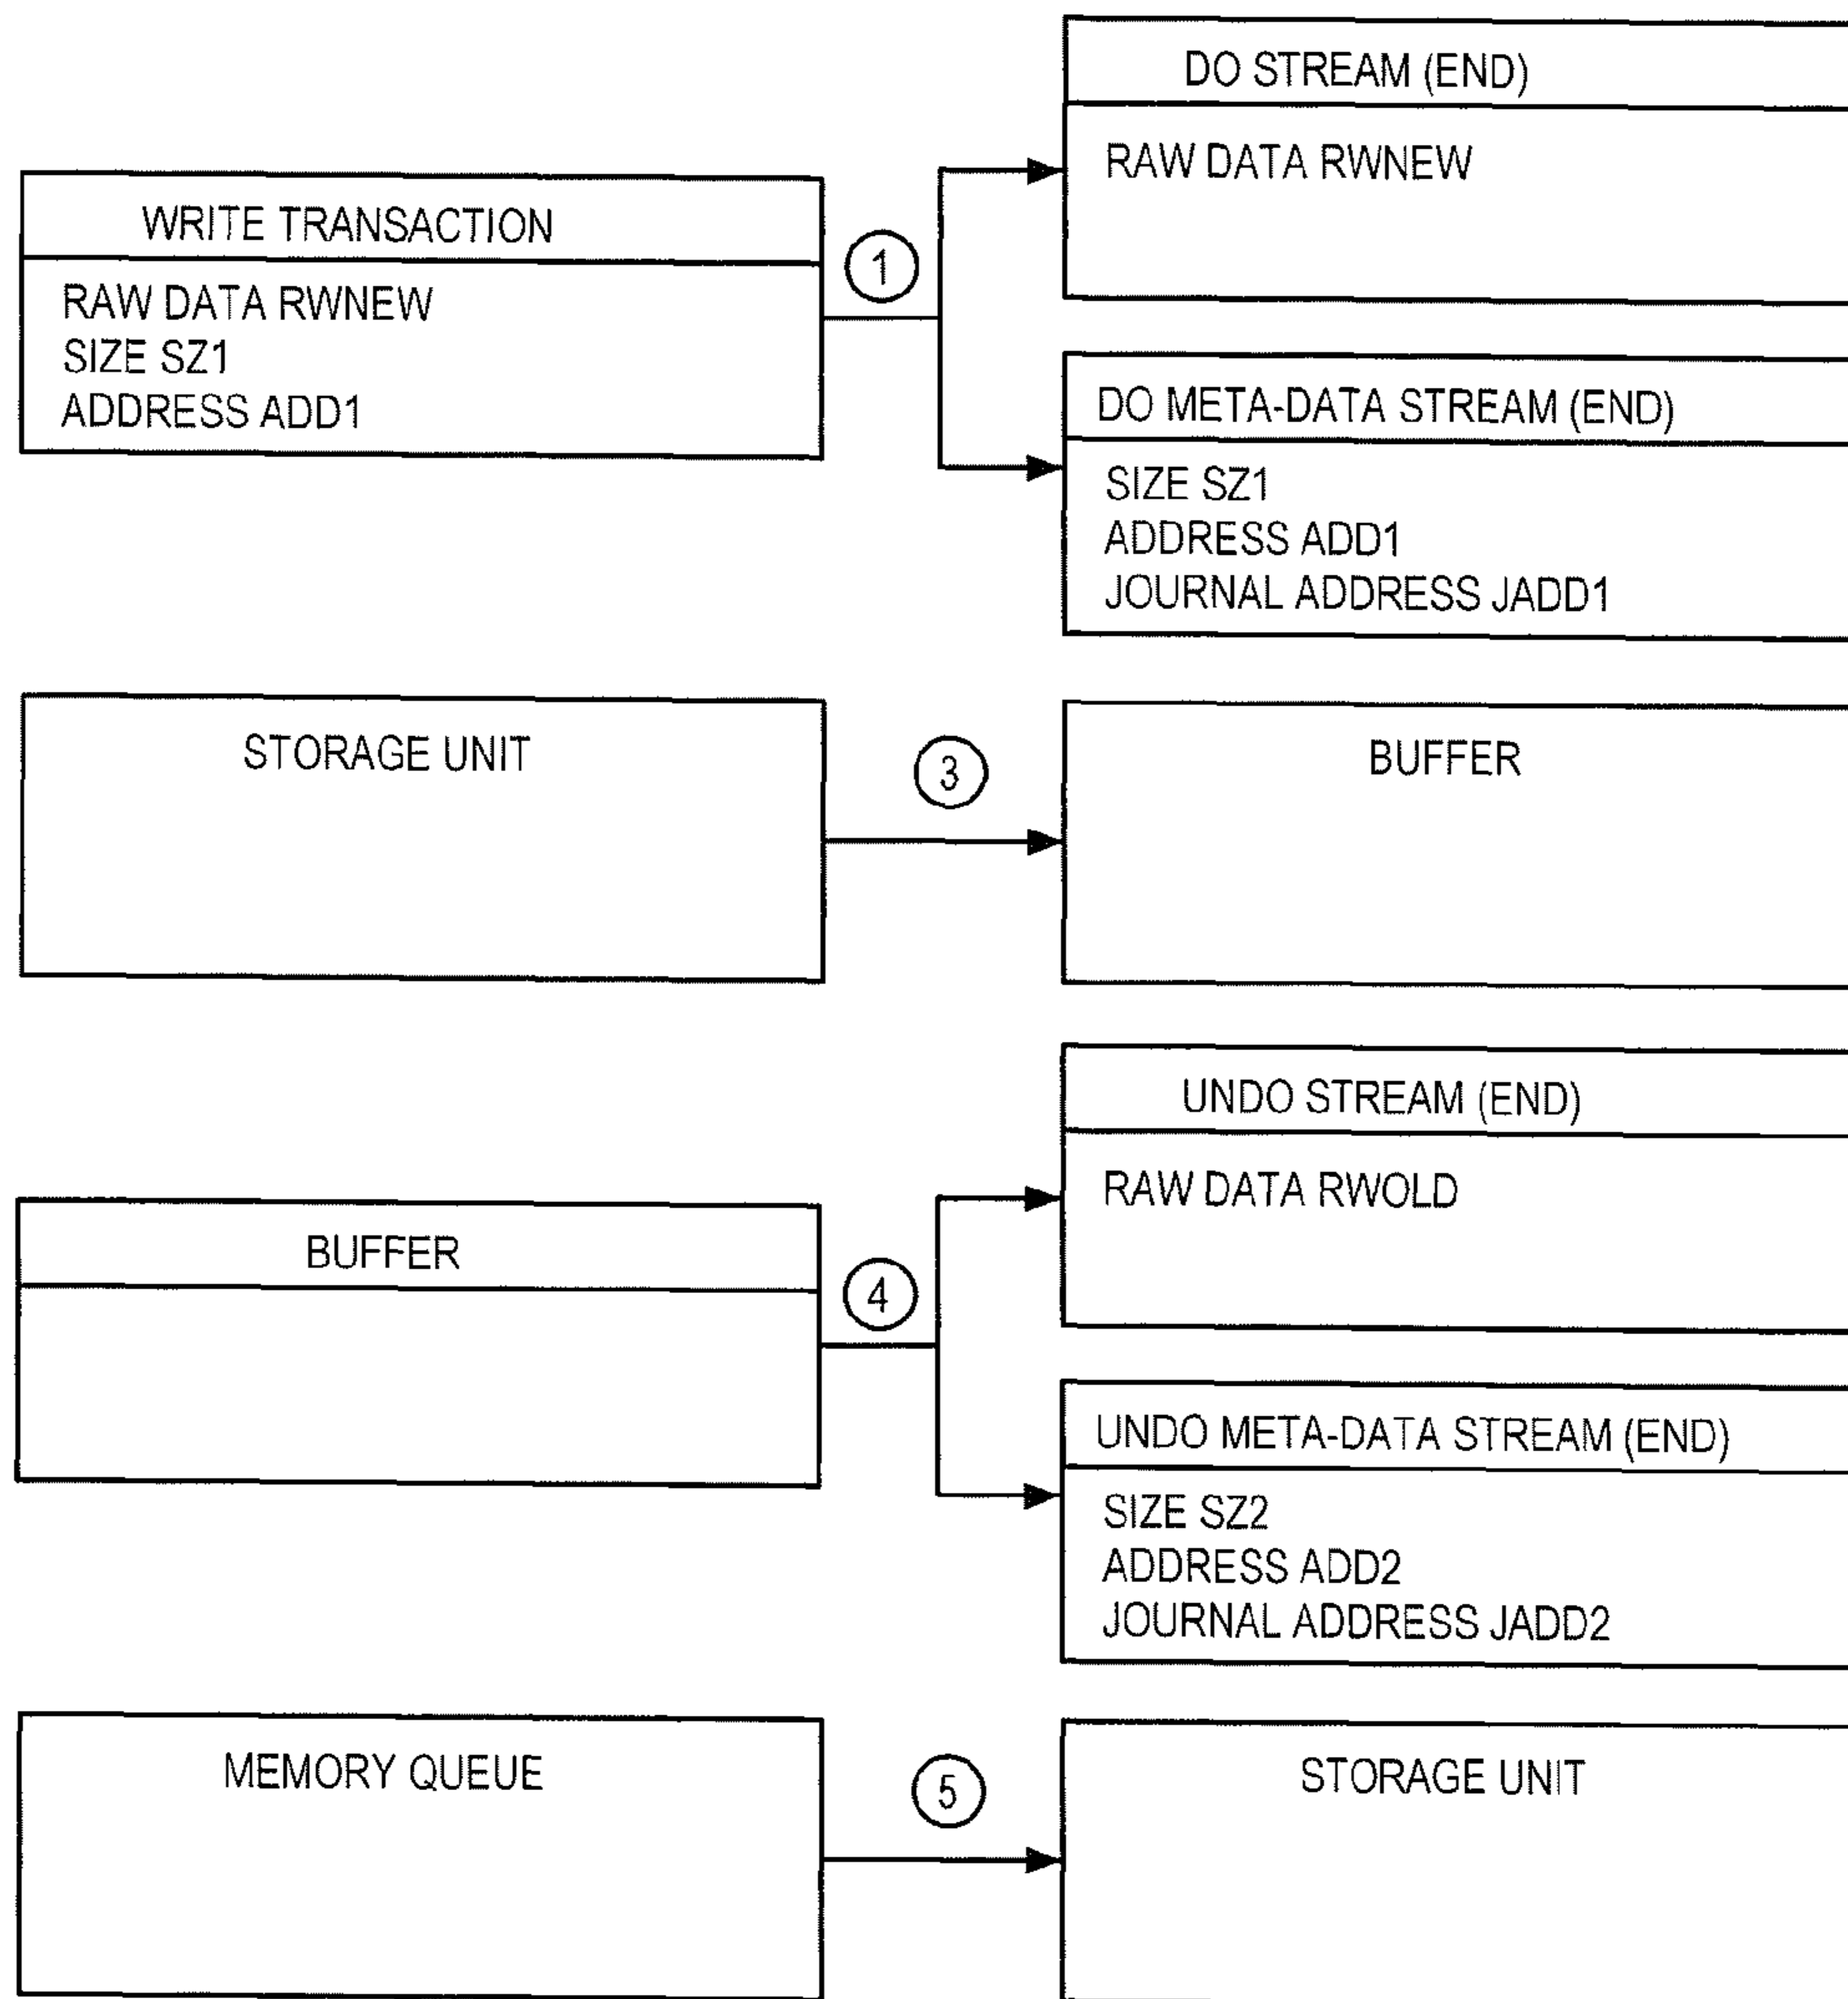 DO STREAM (END)
RAW DATA RWNEW
WRITE TRANSACTION
RAW DATA RWNEW
SIZE SZ1
ADDRESS ADD1
1
DO META-DATA STREAM (END)
SIZE SZ1
ADDRESS ADD1
JOURNAL ADDRESS JADD1
STORAGE UNIT
3
BUFFER
UNDO STREAM (END)
RAW DATA RWOLD
BUFFER
4
UNDO META-DATA STREAM (END)
SIZE SZ2
ADDRESS ADD2
JOURNAL ADDRESS JADD2
MEMORY QUEUE
5
STORAGE UNIT